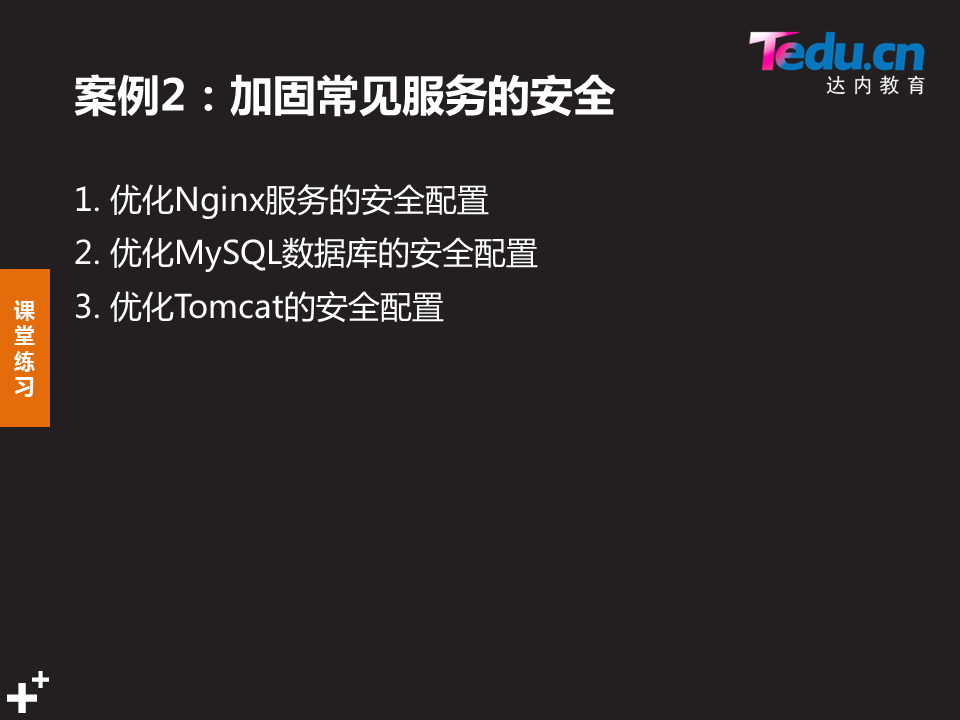 Tedu.cn
达内教育
案例2：加固常见服务的安全
1. 优化Nginx服务的安全配置
2. 优化MySQL数据库的安全配置
3. 优化Tomcat的安全配置
课
堂
练
习